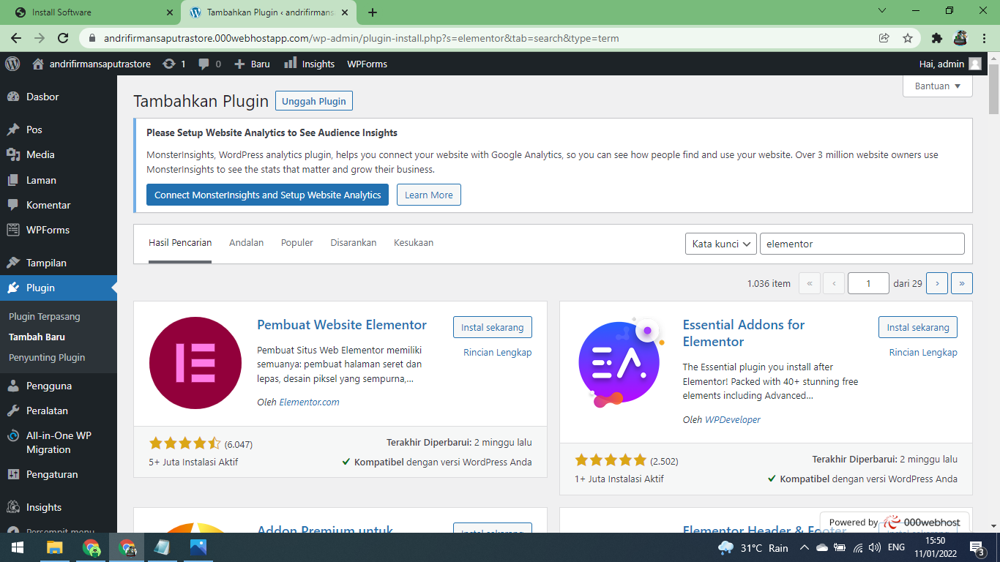 Install Software
Tambahkan Plugin ‹ andrifirmans
andrifirmansaputrastore.000webhostapp.com/wp-admin/plugin-install.php?s=elementor&tab=search&type=term
andrifirmansaputrastore
1
0
Baru
Insights
WPForms
Hai, admin
Dasbor
Pos
Media
Laman
Komentar
WPForms
Tampilan
Plugin
Plugin Terpasang
Tambah Baru
Penyunting Plugin
Pengguna
Peralatan
All-in-One WP
Migration
Pengaturan
Insights
Persempit menu
Bantuan
Tambahkan Plugin
Unggah Plugin
Please Setup Website Analytics to See Audience Insights
MonsterInsights, WordPress analytics plugin, helps you connect your website with Google Analytics, so you can see how people find and use your website. Over 3 million website owners use
MonsterInsights to see the stats that matter and grow their business.
Connect MonsterInsights and Setup Website Analytics
Learn More
Hasil Pencarian
Andalan
Populer
Disarankan
Kesukaan
Kata kunci
elementor
1.036 item
«
‹
1
dari 29
›
»
Pembuat Website Elementor
Instal sekarang
Rincian Lengkap
Pembuat Situs Web Elementor memiliki
semuanya: pembuat halaman seret dan
lepas, desain piksel yang sempurna,...
Oleh Elementor.com
(6.047)
5+ Juta Instalasi Aktif
Terakhir Diperbarui: 2 minggu lalu
Kompatibel dengan versi WordPress Anda
EA
Essential Addons for
Elementor
Instal sekarang
Rincian Lengkap
The Essential plugin you install after
Elementor! Packed with 40+ stunning free
elements including Advanced...
Oleh WPDeveloper
(2.502)
1+ Juta Instalasi Aktif
Terakhir Diperbarui: 2 minggu lalu
Kompatibel dengan versi WordPress Anda
Addon Premium untuk
Instal sekarang
Elementor Header & Footer
Instal sekarang
Powered by 000webhost
31°C Rain
ENG
15:50
11/01/2022
3